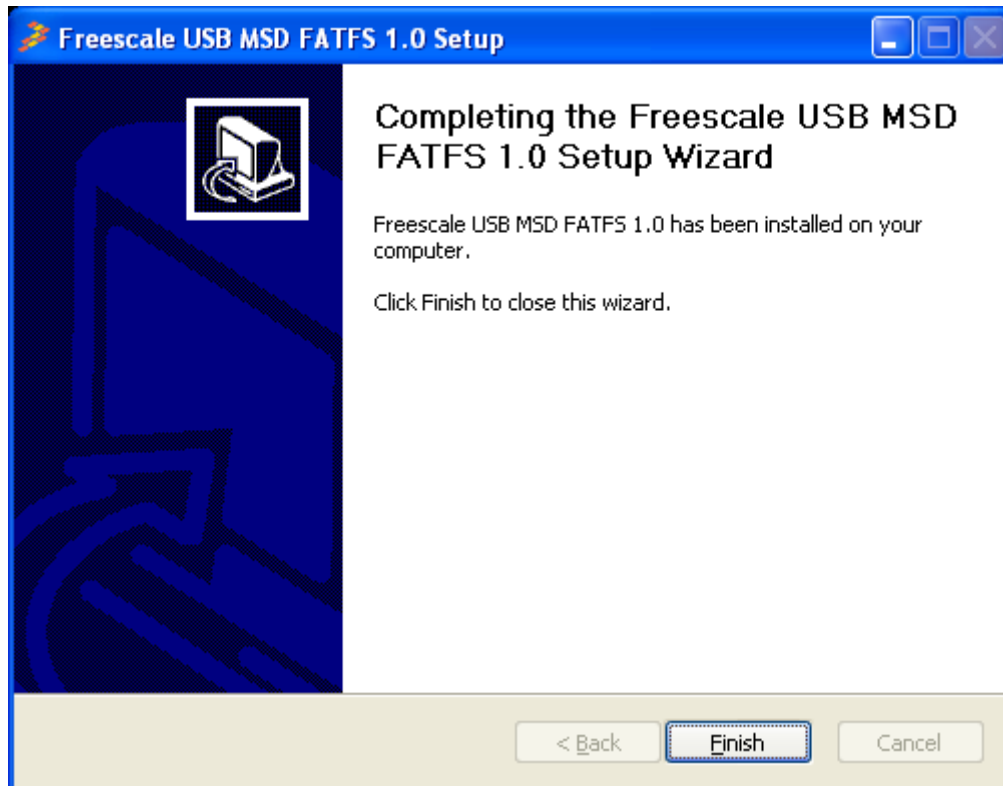 Freescale USB MSD FATFS 1.0 Setup
Completing the Freescale USB MSD
FATFS 1.0 Setup Wizard
Freescale USB MSD FATFS 1.0 has been installed on your
computer.
Click Finish to close this wizard.
< Back
Finish
Cancel